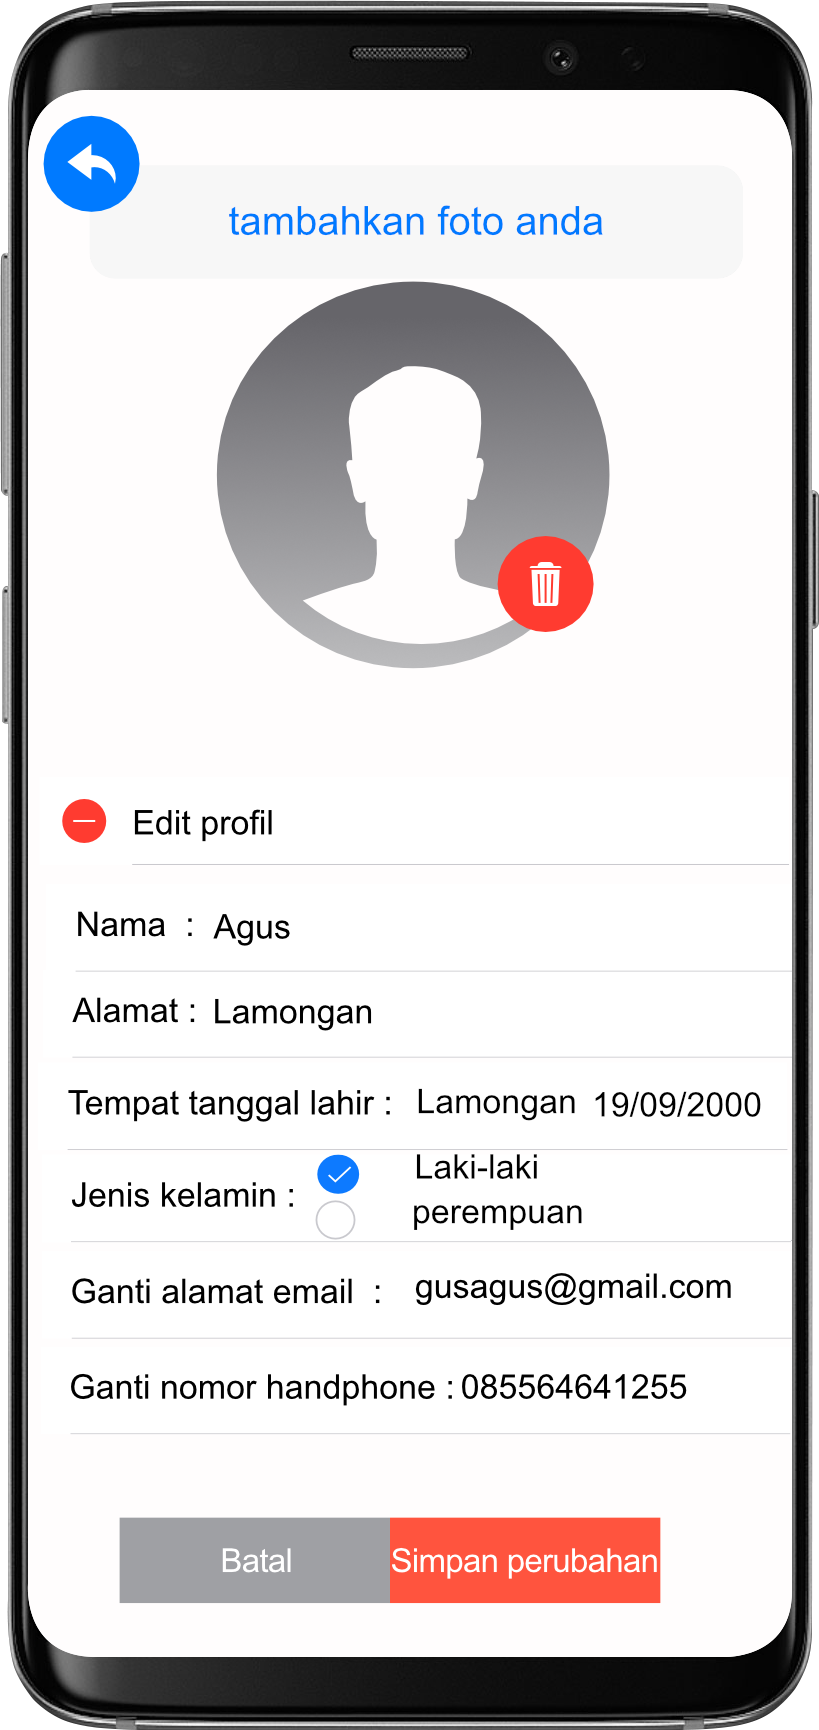 tambahkan foto anda
Edit profil
Nama : Agus
Alamat : Lamongan
Tempat tanggal lahir : Lamongan 19/09/2000
Jenis kelamin : Laki-laki
perempuan
Ganti alamat email : gusagus@gmail.com
Ganti nomor handphone : 085564641255
Batal Simpan perubahan